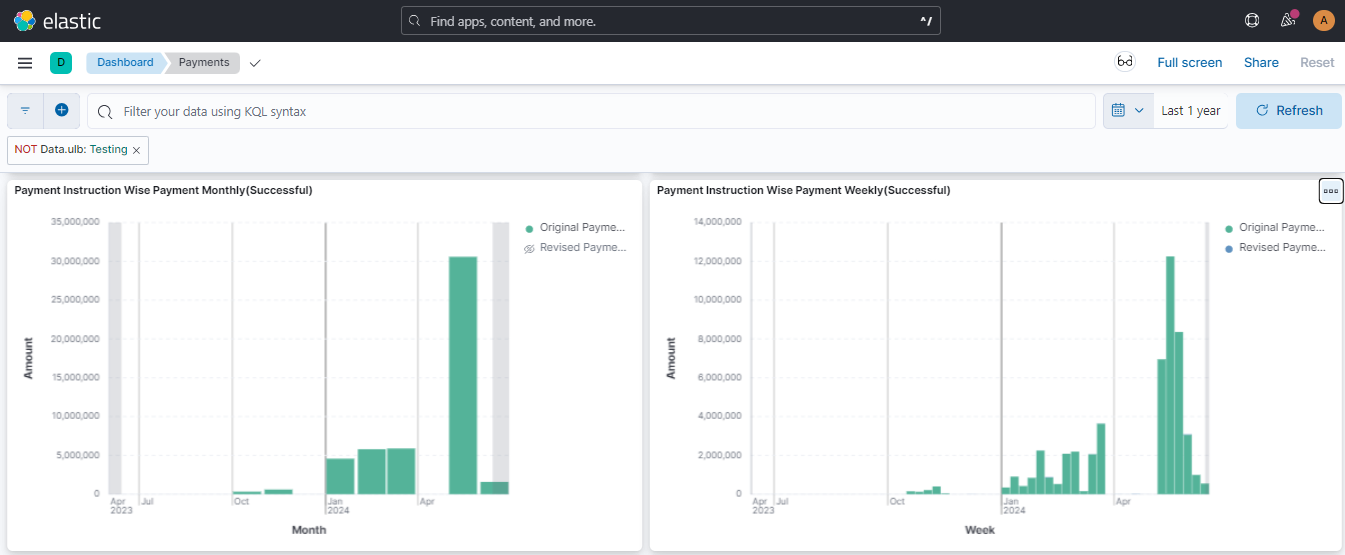 elastic
Find apps, content, and more.
^/
A
D
Dashboard
Payments
Full screen
Share
Reset
Filter your data using KQL syntax
Last 1 year
Refresh
NOT Data.ulb: Testing ×
Payment Instruction Wise Payment Monthly(Successful)
35,000,000
30,000,000
25,000,000
20,000,000
15,000,000
10,000,000
5,000,000
0
Amount
Apr
2023
Jul
Oct
Jan
2024
Apr
Month
Original Payme...
Revised Payme...
Payment Instruction Wise Payment Weekly(Successful)
14,000,000
12,000,000
10,000,000
8,000,000
6,000,000
4,000,000
2,000,000
0
Amount
Apr
2023
Jul
Oct
Jan
2024
Apr
Week
Original Payme...
Revised Payme...